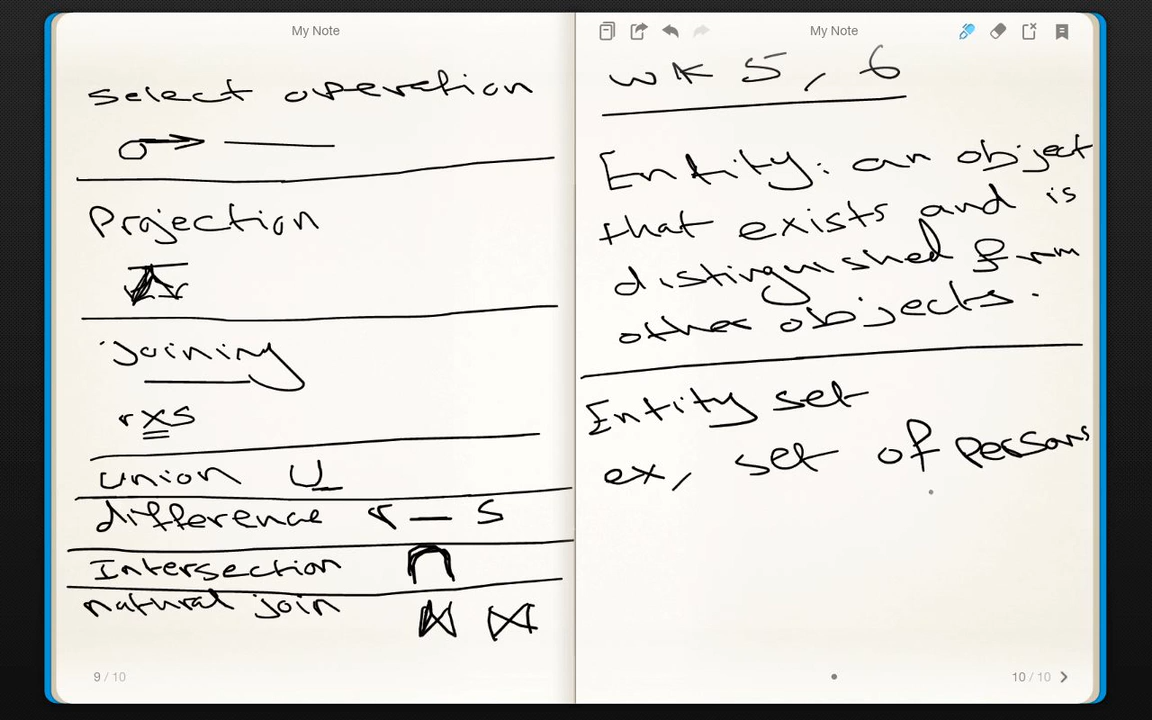 My Note
select operation
Projection
joining
rxs
union U
difference r — s
Intersection ∩
natural join ⋈ ⋈
9 / 10
My Note
WK 5, 6
Entity: an object
that exists and is
distinguished from
other objects.
Entity set
ex, set of persons
10 / 10